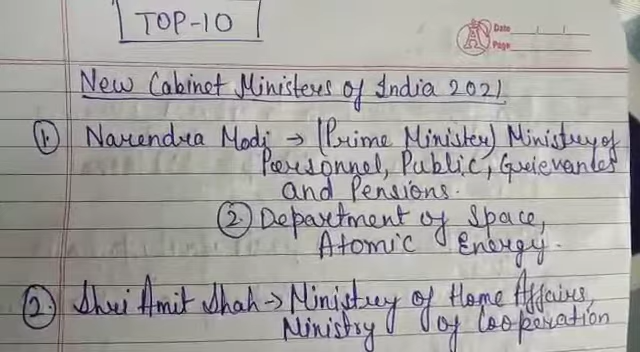 TOP-10
Date
Page
New Cabinet Ministers of India 2021
1. Narendra Modi → (Prime Minister) Ministry of
Personnel, Public, Grievances
and Pensions.
2. Department of Space,
Atomic Energy.
2. Shri Amit Shah → Ministry of Home Affairs,
Ministry of Cooperation